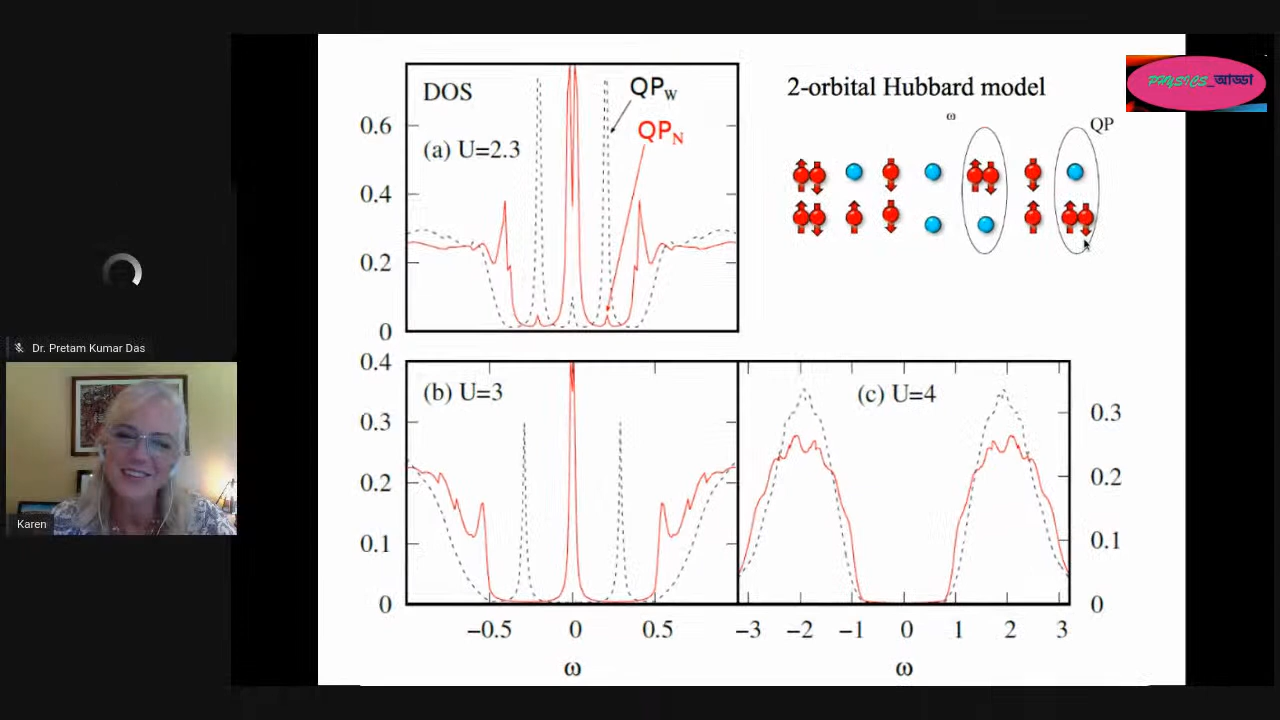 DOS
QPW
QPN
(a) U=2.3
0.6
0.4
0.2
0
2-orbital Hubbard model
ω
QP
PHYSICS_আড্ডা
Dr. Pretam Kumar Das
Karen
(b) U=3
0.4
0.3
0.2
0.1
0
−0.5 0 0.5
ω
(c) U=4
0.3
0.2
0.1
0
−3 −2 −1 0 1 2 3
ω